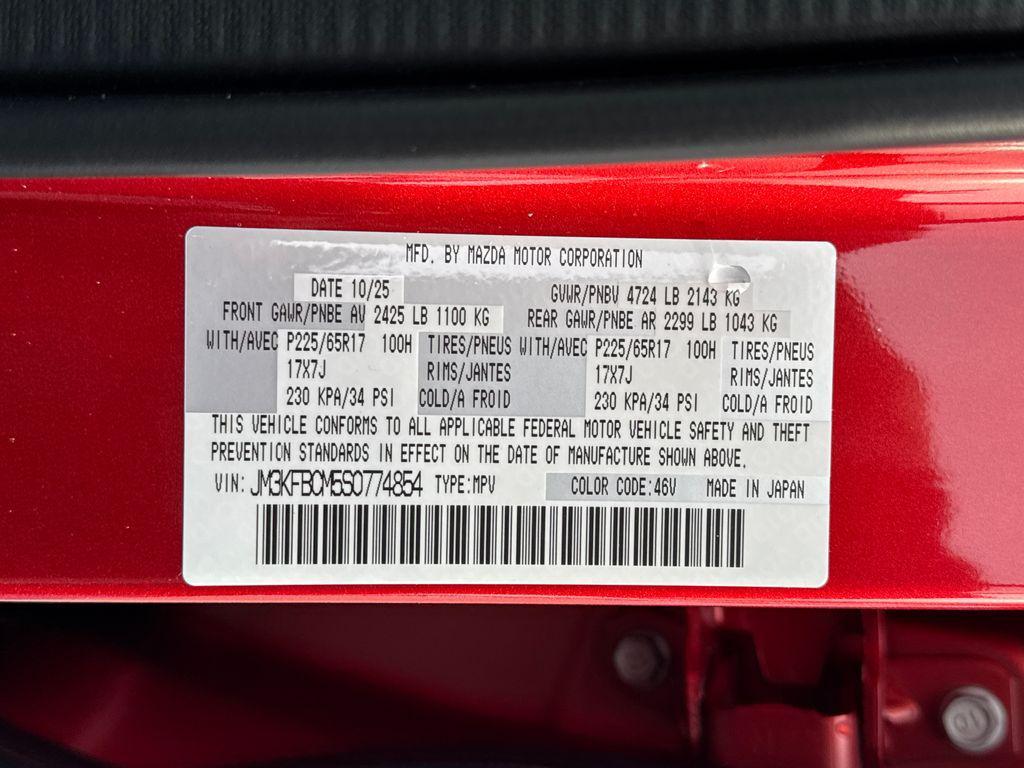 MFD. BY MAZDA MOTOR CORPORATION
DATE 10/25 GVWR/PNBV 4724 LB 2143 KG
FRONT GAWR/PNBE AV 2425 LB 1100 KG REAR GAWR/PNBE AR 2299 LB 1043 KG
WITH/AVEC P225/65R17 100H TIRES/PNEUS WITH/AVEC P225/65R17 100H TIRES/PNEUS
17X7J RIMS/JANTES 17X7J RIMS/JANTES
230 KPA/34 PSI COLD/A FROID 230 KPA/34 PSI COLD/A FROID
THIS VEHICLE CONFORMS TO ALL APPLICABLE FEDERAL MOTOR VEHICLE SAFETY AND THEFT
PREVENTION STANDARDS IN EFFECT ON THE DATE OF MANUFACTURE SHOWN ABOVE.
VIN: JM3KFBCM5S0774854 TYPE:MPV COLOR CODE:46V MADE IN JAPAN